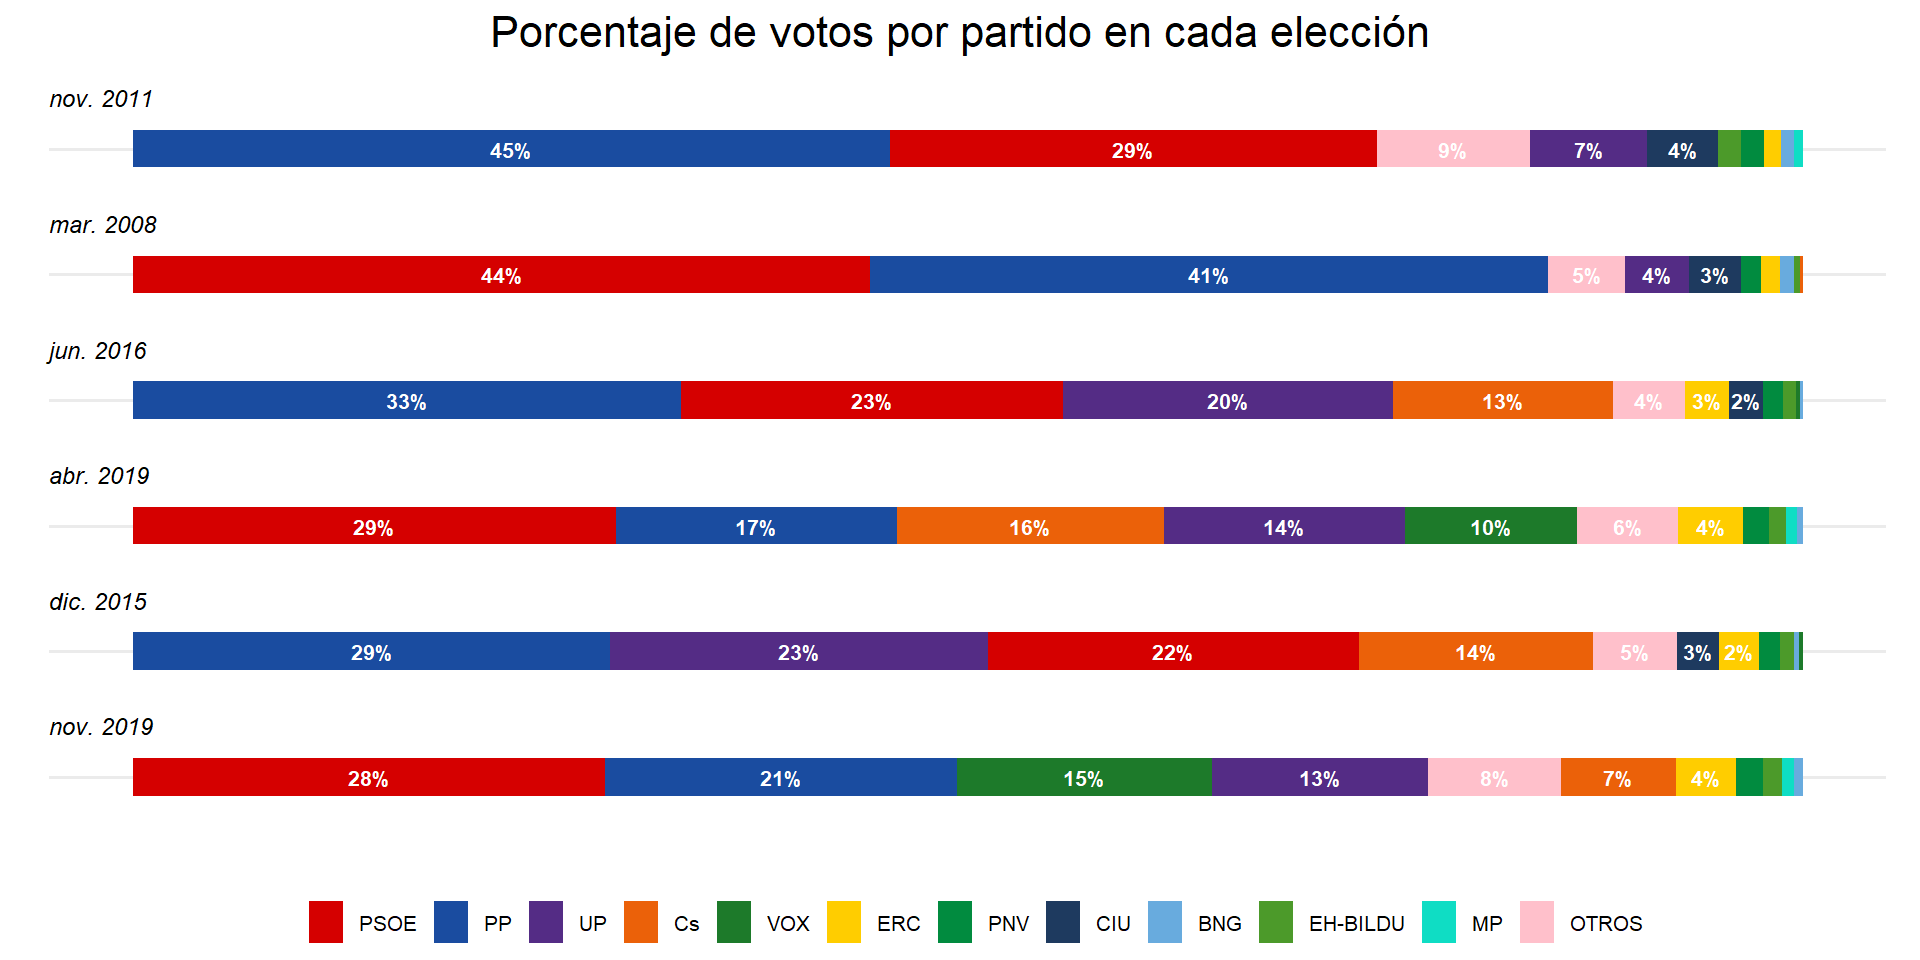 Porcentaje de votos por partido en cada elección
nov. 2011
45% 29% 9% 7% 4%
mar. 2008
44% 41% 5% 4% 3%
jun. 2016
33% 23% 20% 13% 4% 3% 2%
abr. 2019
29% 17% 16% 14% 10% 6% 4%
dic. 2015
29% 23% 22% 14% 5% 3% 2%
nov. 2019
28% 21% 15% 13% 8% 7% 4%
PSOE PP UP Cs VOX ERC PNV CIU BNG EH-BILDU MP OTROS